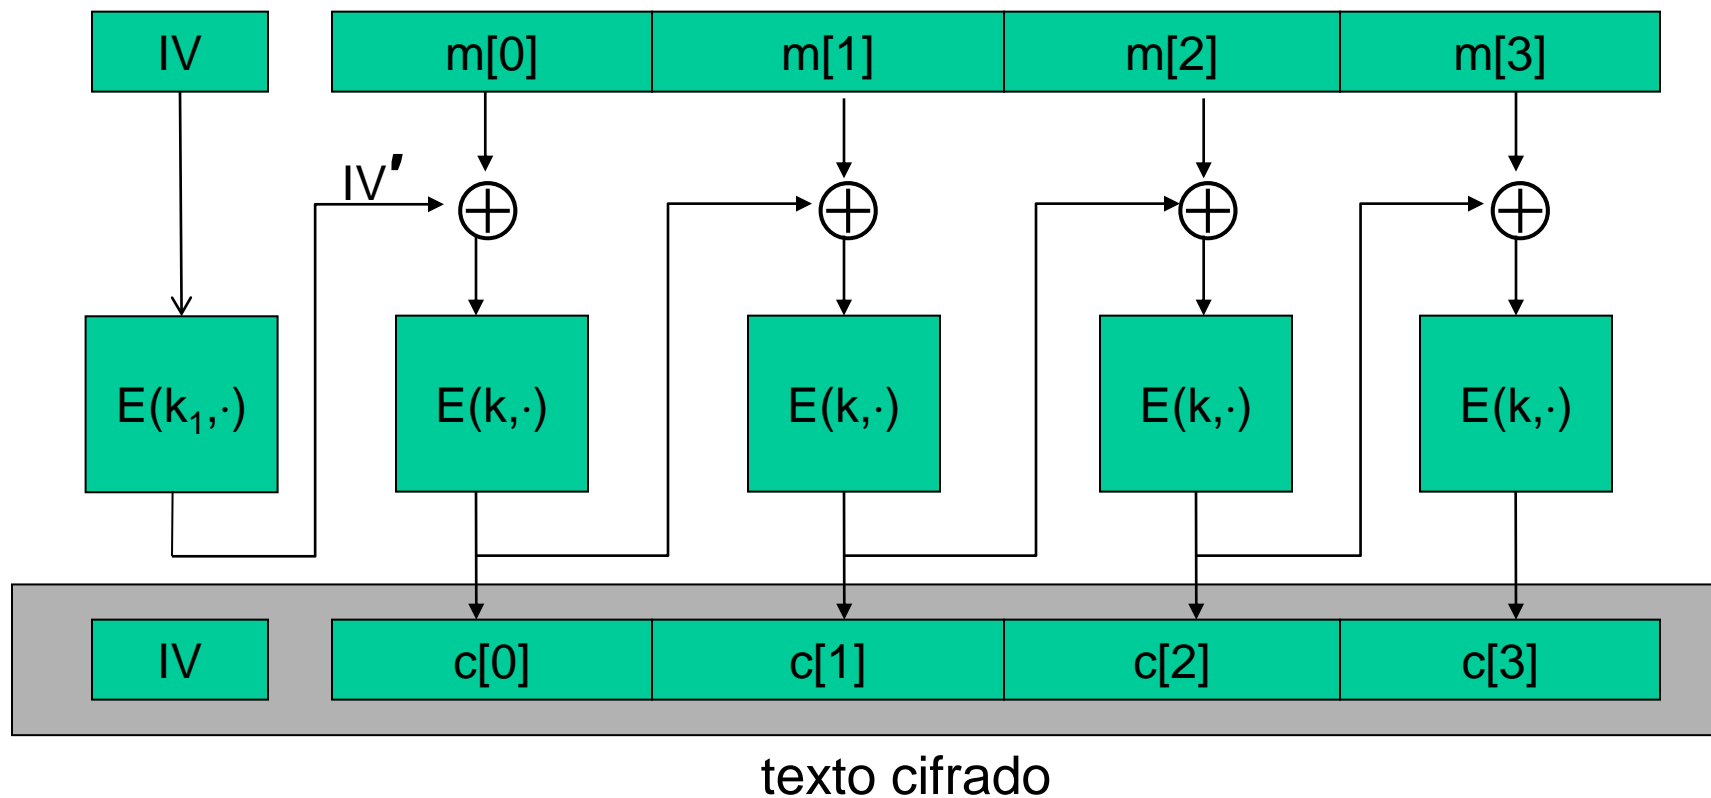 IV m[0] m[1] m[2] m[3]
IV'
E(k₁,·) E(k,·) E(k,·) E(k,·) E(k,·)
IV c[0] c[1] c[2] c[3]
texto cifrado